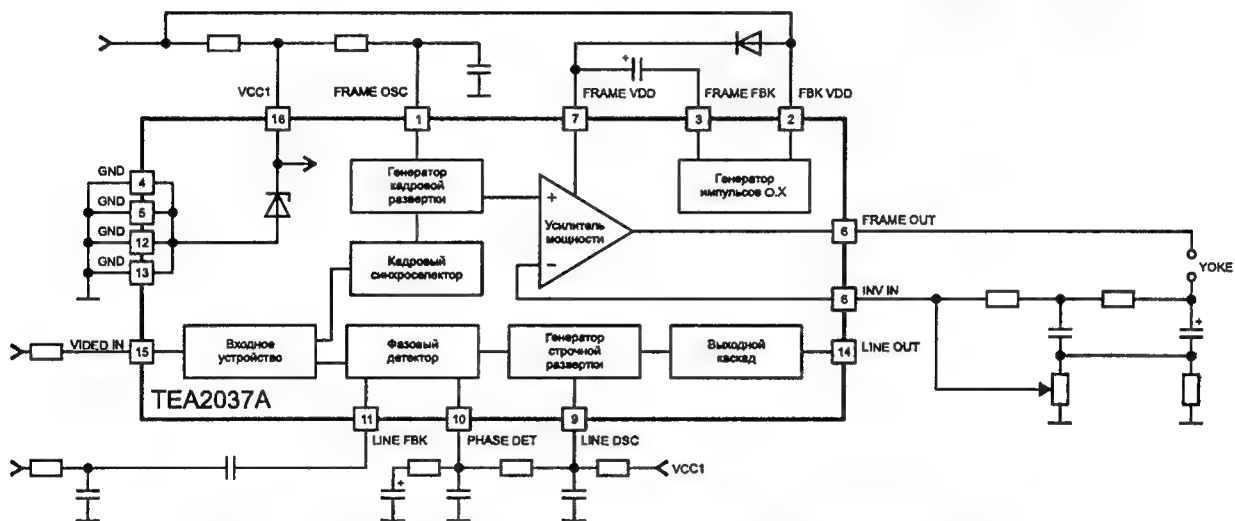 VCC1
FRAME OSC
FRAME VDD
FRAME FBK
FBK VDD
16
1
7
3
2
GND
4
GND
5
GND
12
GND
13
Генератор
кадровой
развертки
Генератор
импульсов О.Х
+
Усилитель
мощности
−
+
Кадровый
синхроселектор
6
FRAME OUT
YOKE
6
INV IN
+
VIDED IN
15
Входное
устройство
Фазовый
детектор
Генератор
строчной
развертки
Выходной
каскад
14
LINE OUT
TEA2037A
11
10
9
LINE FBK
PHASE DET
LINE DSC
+
VCC1